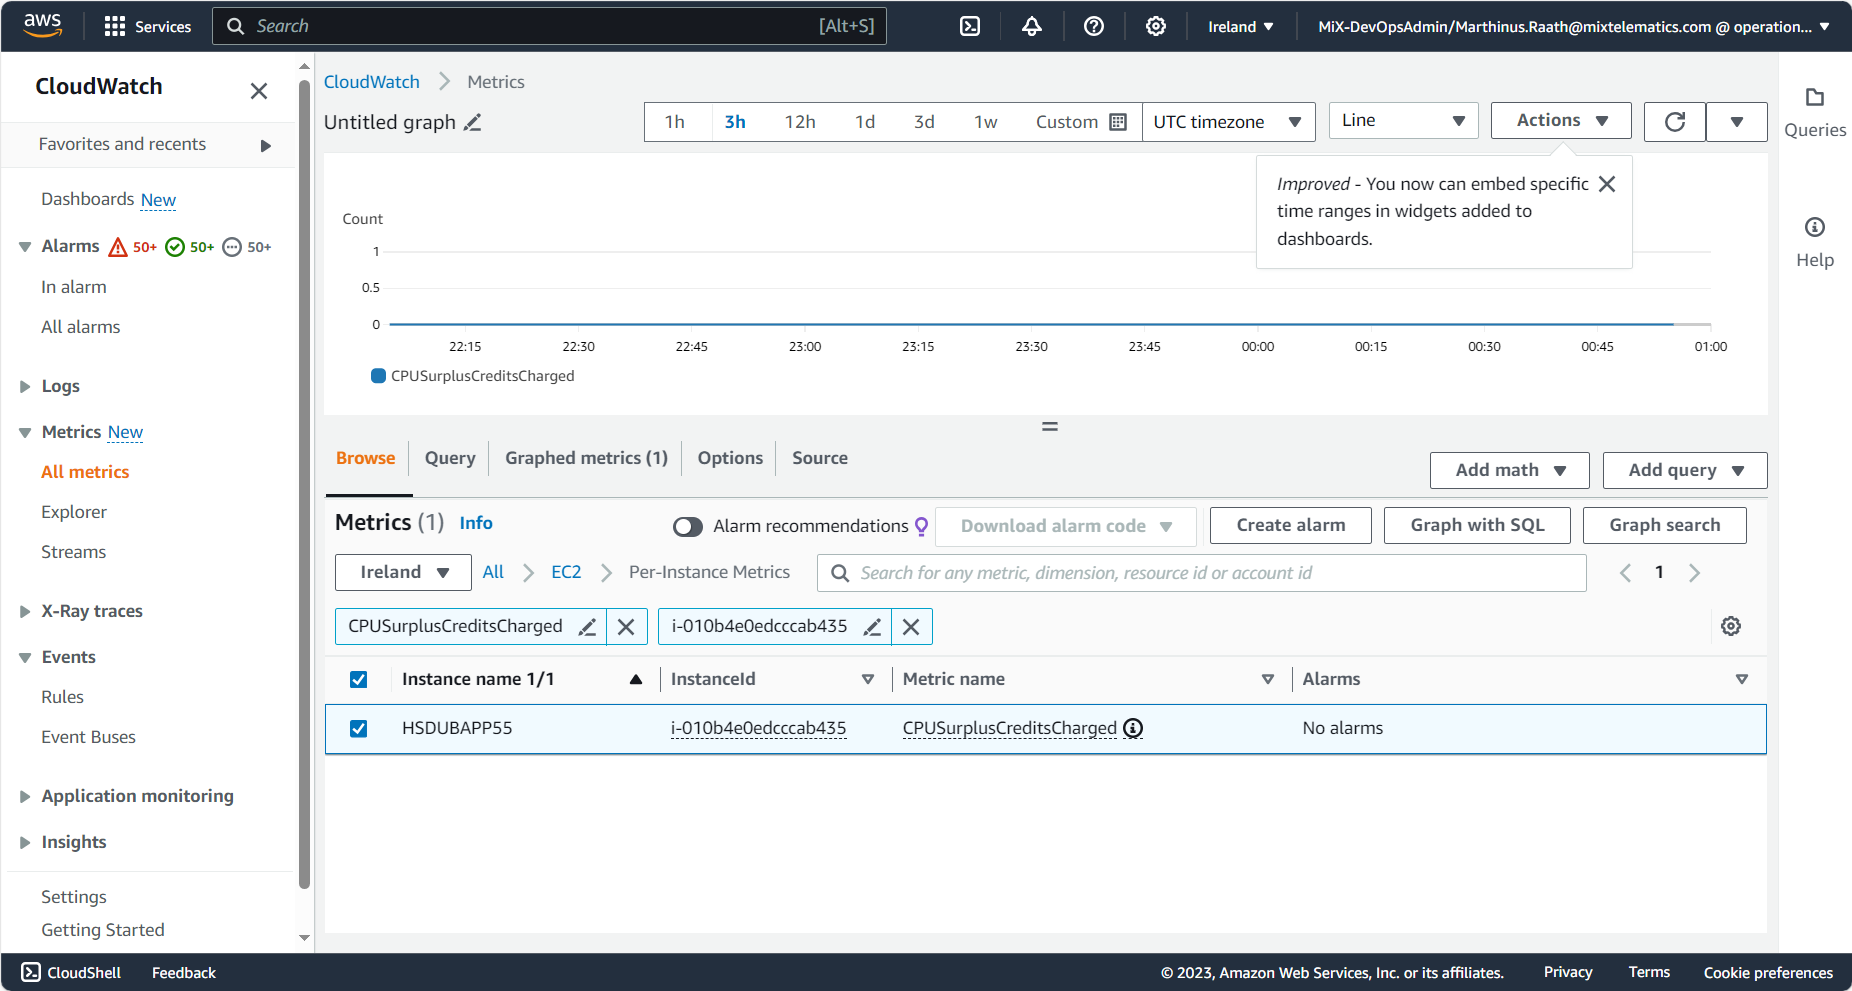 aws
Services
Search
[Alt+S]
Ireland
MiX-DevOpsAdmin/Marthinus.Raath@mixtelematics.com @ operation...
CloudWatch
Favorites and recents
Dashboards New
Alarms 50+ 50+ 50+
In alarm
All alarms
Logs
Metrics New
All metrics
Explorer
Streams
X-Ray traces
Events
Rules
Event Buses
Application monitoring
Insights
Settings
Getting Started
CloudWatch Metrics
Untitled graph
1h 3h 12h 1d 3d 1w Custom
UTC timezone
Line
Actions
Improved - You now can embed specific
time ranges in widgets added to
dashboards.
Queries
Help
Count
1
0.5
0
22:15 22:30 22:45 23:00 23:15 23:30 23:45 00:00 00:15 00:30 00:45 01:00
CPUSurplusCreditsCharged
Browse Query Graphed metrics (1) Options Source
Add math
Add query
Metrics (1) Info
Alarm recommendations
Download alarm code
Create alarm
Graph with SQL
Graph search
Ireland
All EC2 Per-Instance Metrics
Search for any metric, dimension, resource id or account id
1
CPUSurplusCreditsCharged
i-010b4e0edcccab435
Instance name 1/1 InstanceId Metric name Alarms
HSDUBAPP55 i-010b4e0edcccab435 CPUSurplusCreditsCharged No alarms
CloudShell Feedback
© 2023, Amazon Web Services, Inc. or its affiliates. Privacy Terms Cookie preferences